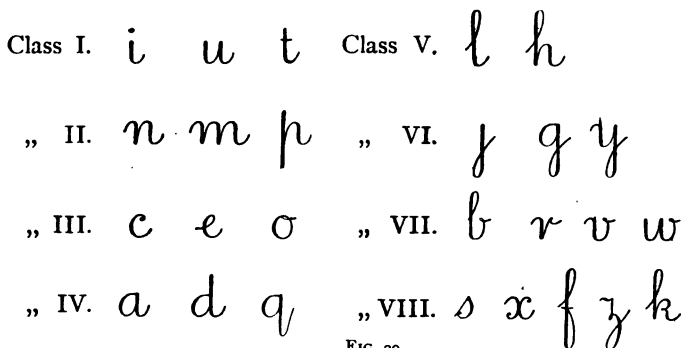 Class I. i u t Class V. l h
„ II. n m p „ VI. j g y
„ III. c e o „ VII. b r v w
„ IV. a d q „ VIII. s x f z k